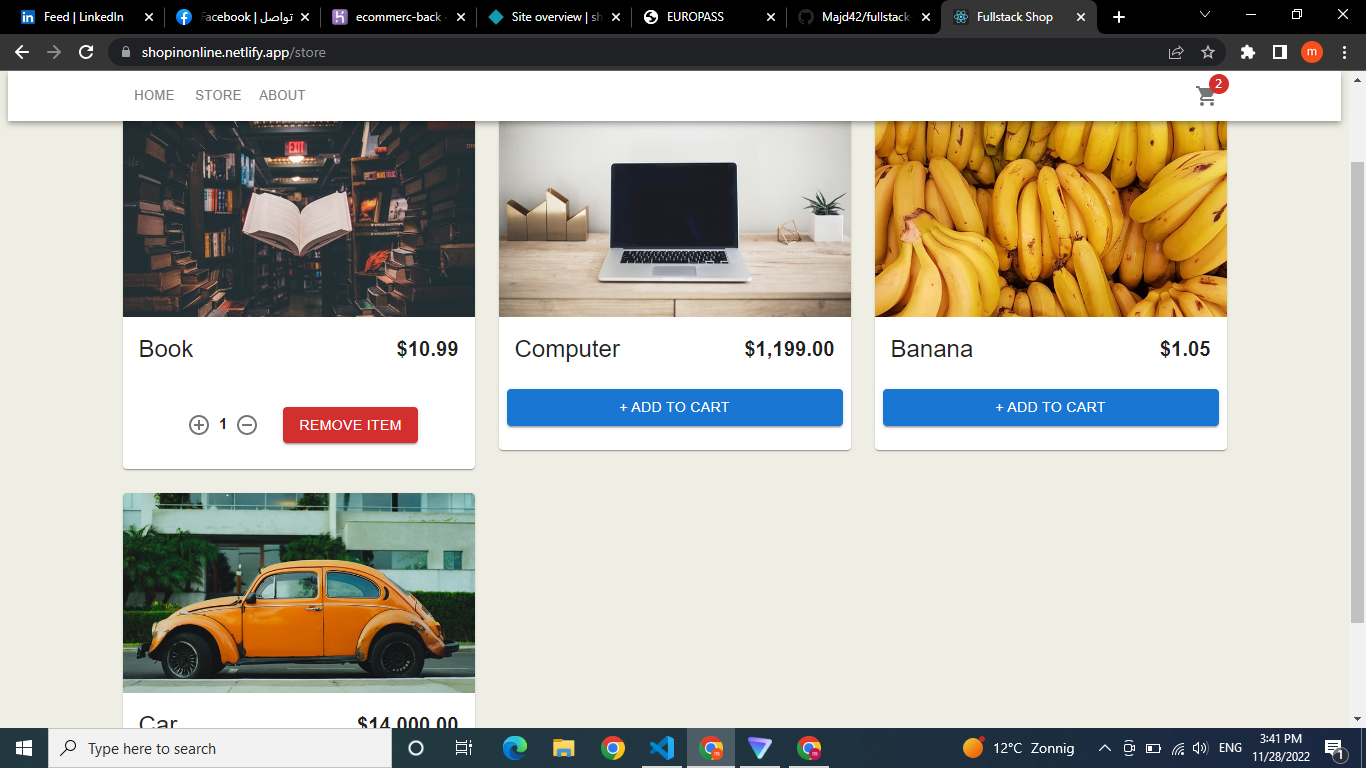 Feed | LinkedIn
Facebook | تواصل
ecommerc-back
Site overview | sh
EUROPASS
Majd42/fullstack
Fullstack Shop
shopinonline.netlify.app/store
m
HOME STORE ABOUT
2
EXIT
Book $10.99
Computer $1,199.00
Banana $1.05
1 REMOVE ITEM
+ ADD TO CART
+ ADD TO CART
Car $14,000.00
Type here to search
12°C Zonnig
ENG
3:41 PM
11/28/2022
1